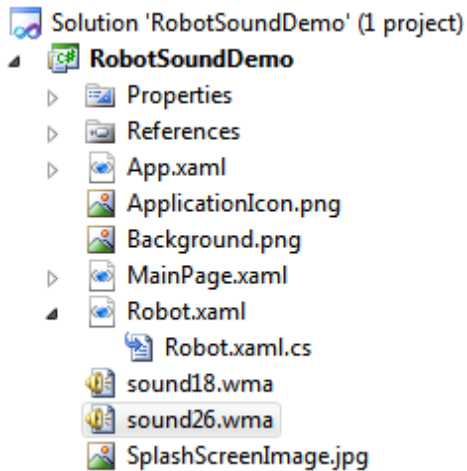 Solution 'RobotSoundDemo' (1 project)
RobotSoundDemo
Properties
References
App.xaml
ApplicationIcon.png
Background.png
MainPage.xaml
Robot.xaml
Robot.xaml.cs
sound18.wma
sound26.wma
SplashScreenImage.jpg